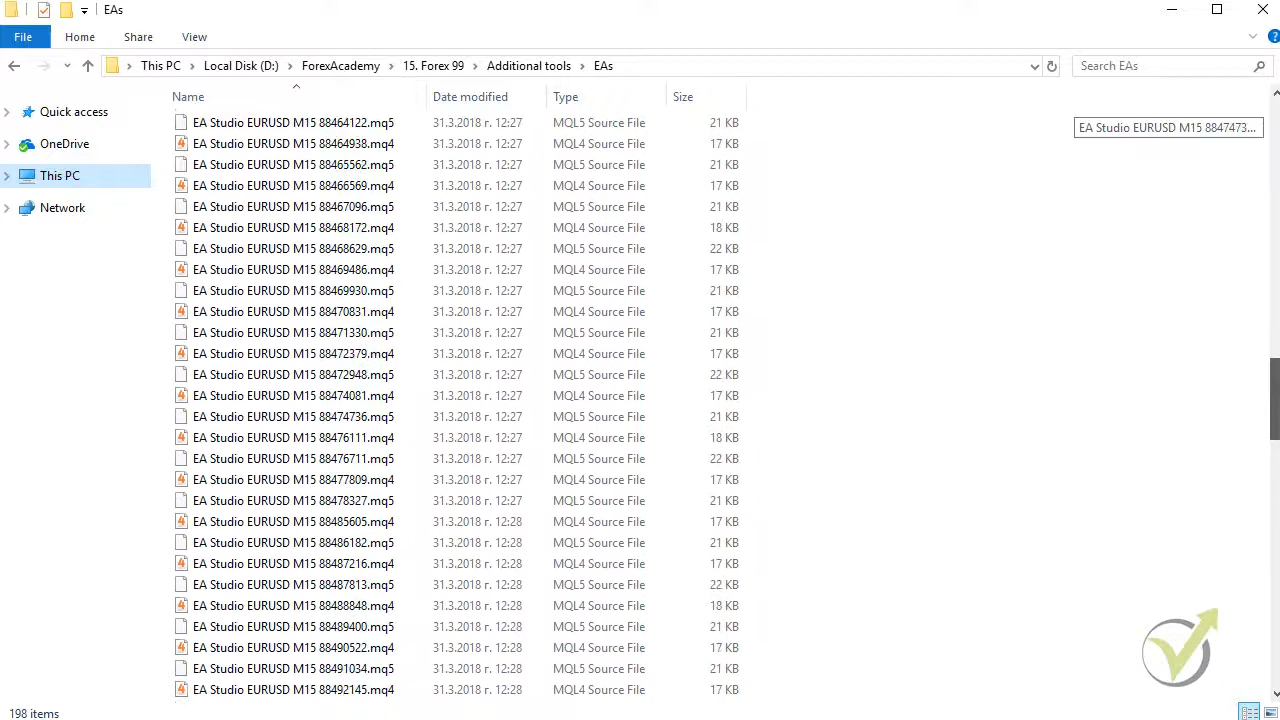 EAs
File Home Share View
This PC Local Disk (D:) ForexAcademy 15. Forex 99 Additional tools EAs Search EAs
Name Date modified Type Size
Quick access
OneDrive
This PC
Network
EA Studio EURUSD M15 88464122.mq5 31.3.2018 г. 12:27 MQL5 Source File 21 KB
EA Studio EURUSD M15 88464938.mq4 31.3.2018 г. 12:27 MQL4 Source File 17 KB
EA Studio EURUSD M15 88465562.mq5 31.3.2018 г. 12:27 MQL5 Source File 21 KB
EA Studio EURUSD M15 88466569.mq4 31.3.2018 г. 12:27 MQL4 Source File 17 KB
EA Studio EURUSD M15 88467096.mq5 31.3.2018 г. 12:27 MQL5 Source File 21 KB
EA Studio EURUSD M15 88468172.mq4 31.3.2018 г. 12:27 MQL4 Source File 18 KB
EA Studio EURUSD M15 88468629.mq5 31.3.2018 г. 12:27 MQL5 Source File 22 KB
EA Studio EURUSD M15 88469486.mq4 31.3.2018 г. 12:27 MQL4 Source File 17 KB
EA Studio EURUSD M15 88469930.mq5 31.3.2018 г. 12:27 MQL5 Source File 21 KB
EA Studio EURUSD M15 88470831.mq4 31.3.2018 г. 12:27 MQL4 Source File 17 KB
EA Studio EURUSD M15 88471330.mq5 31.3.2018 г. 12:27 MQL5 Source File 21 KB
EA Studio EURUSD M15 88472379.mq4 31.3.2018 г. 12:27 MQL4 Source File 17 KB
EA Studio EURUSD M15 88472948.mq5 31.3.2018 г. 12:27 MQL5 Source File 22 KB
EA Studio EURUSD M15 88474081.mq4 31.3.2018 г. 12:27 MQL4 Source File 17 KB
EA Studio EURUSD M15 88474736.mq5 31.3.2018 г. 12:27 MQL5 Source File 21 KB
EA Studio EURUSD M15 88476111.mq4 31.3.2018 г. 12:27 MQL4 Source File 18 KB
EA Studio EURUSD M15 88476711.mq5 31.3.2018 г. 12:27 MQL5 Source File 22 KB
EA Studio EURUSD M15 88477809.mq4 31.3.2018 г. 12:27 MQL4 Source File 17 KB
EA Studio EURUSD M15 88478327.mq5 31.3.2018 г. 12:27 MQL5 Source File 21 KB
EA Studio EURUSD M15 88485605.mq4 31.3.2018 г. 12:28 MQL4 Source File 17 KB
EA Studio EURUSD M15 88486182.mq5 31.3.2018 г. 12:28 MQL5 Source File 21 KB
EA Studio EURUSD M15 88487216.mq4 31.3.2018 г. 12:28 MQL4 Source File 17 KB
EA Studio EURUSD M15 88487813.mq5 31.3.2018 г. 12:28 MQL5 Source File 22 KB
EA Studio EURUSD M15 88488848.mq4 31.3.2018 г. 12:28 MQL4 Source File 18 KB
EA Studio EURUSD M15 88489400.mq5 31.3.2018 г. 12:28 MQL5 Source File 21 KB
EA Studio EURUSD M15 88490522.mq4 31.3.2018 г. 12:28 MQL4 Source File 17 KB
EA Studio EURUSD M15 88491034.mq5 31.3.2018 г. 12:28 MQL5 Source File 21 KB
EA Studio EURUSD M15 88492145.mq4 31.3.2018 г. 12:28 MQL4 Source File 17 KB
EA Studio EURUSD M15 8847473...
198 items